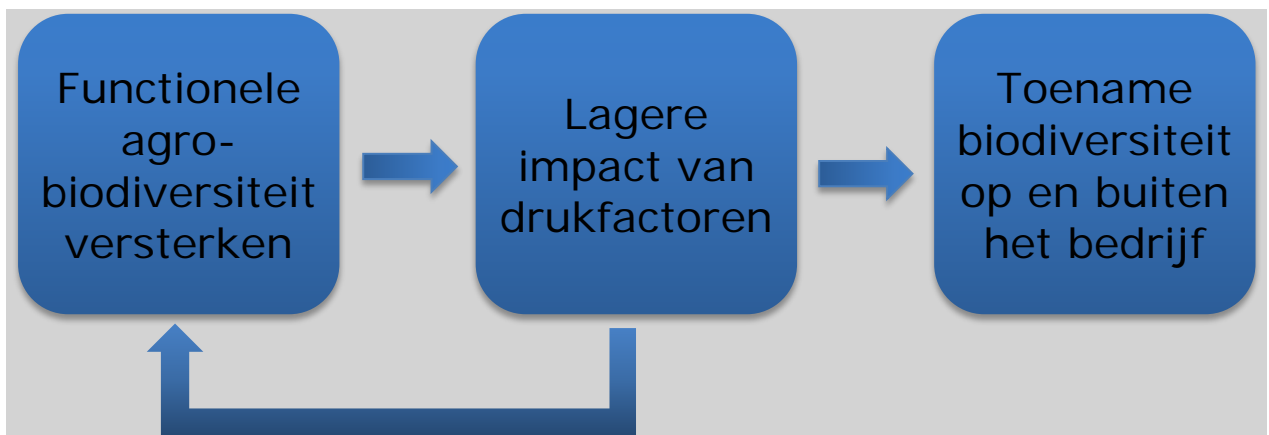 Functionele
agro-
biodiversiteit
versterken
Lagere
impact van
drukfactoren
Toename
biodiversiteit
op en buiten
het bedrijf